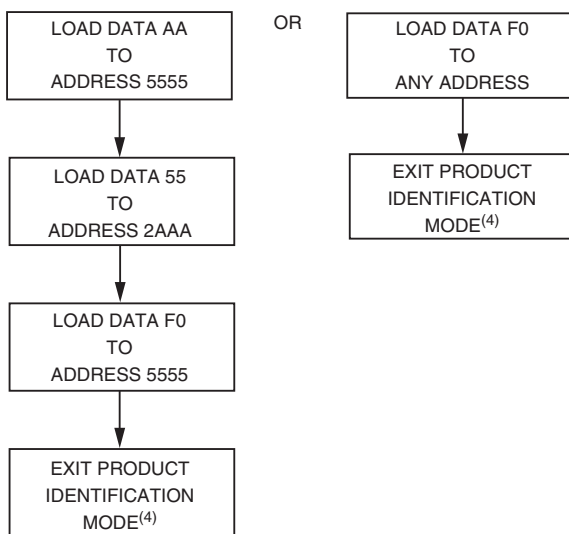 LOAD DATA AA
TO
ADDRESS 5555
LOAD DATA 55
TO
ADDRESS 2AAA
LOAD DATA F0
TO
ADDRESS 5555
EXIT PRODUCT
IDENTIFICATION
MODE(4)
OR
LOAD DATA F0
TO
ANY ADDRESS
EXIT PRODUCT
IDENTIFICATION
MODE(4)